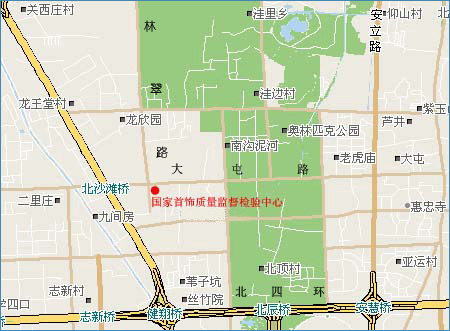 关西庄村
林
洼里乡
安
仰山村
北
立
路
翠
洼边村
龙王堂村
紫玉
龙欣园
芦井
奥林匹克公园
南沟泥河
路
大
屯
路
老虎庙
大屯
北沙滩桥
二里庄
国家首饰质量监督检验中心
惠忠寺
九间房
北顶村
亚运村
苇子坑
志新村
丝竹院
北
四
环
学四口
志新桥
健翔桥
北辰桥
安慧桥
桥